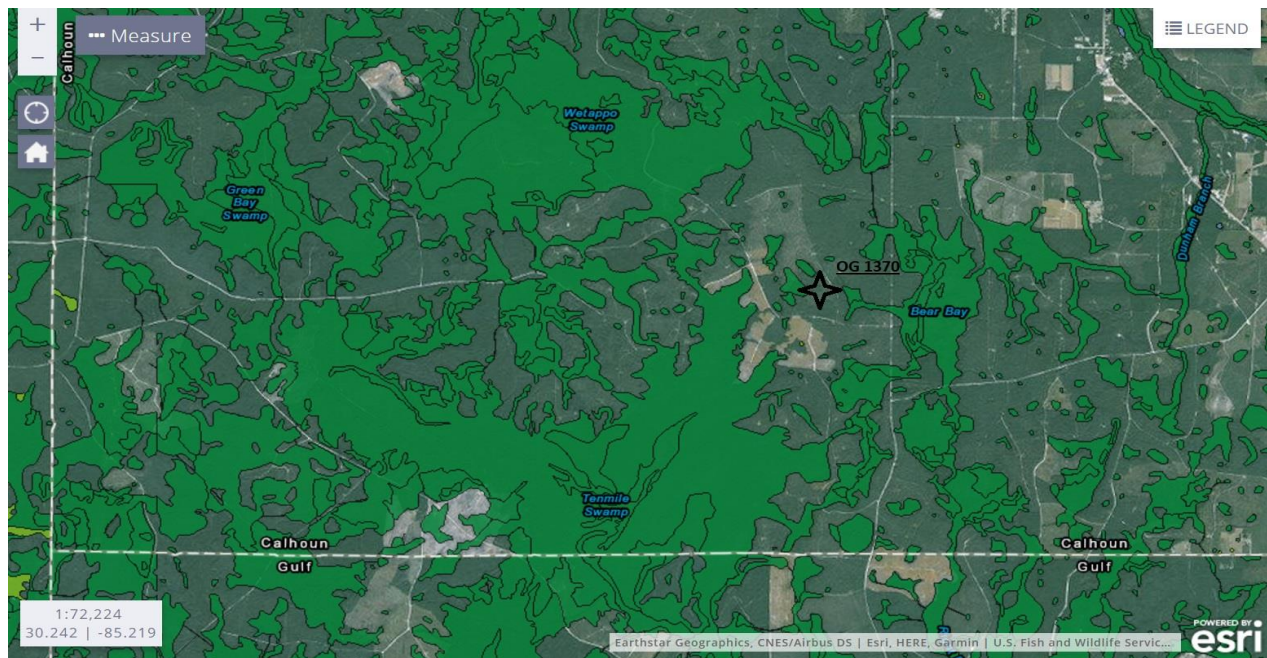 +
Calhoun
Measure
LEGEND
−
Wetappo
Swamp
Green
Bay
Swamp
Dunham Branch
OG 1370
Bear Bay
Tenmile
Swamp
Calhoun
Gulf
Calhoun
Gulf
1:72,224
30.242 | -85.219
Earthstar Geographics, CNES/Airbus DS | Esri, HERE, Garmin | U.S. Fish and Wildlife Servic...
POWERED BY
esri